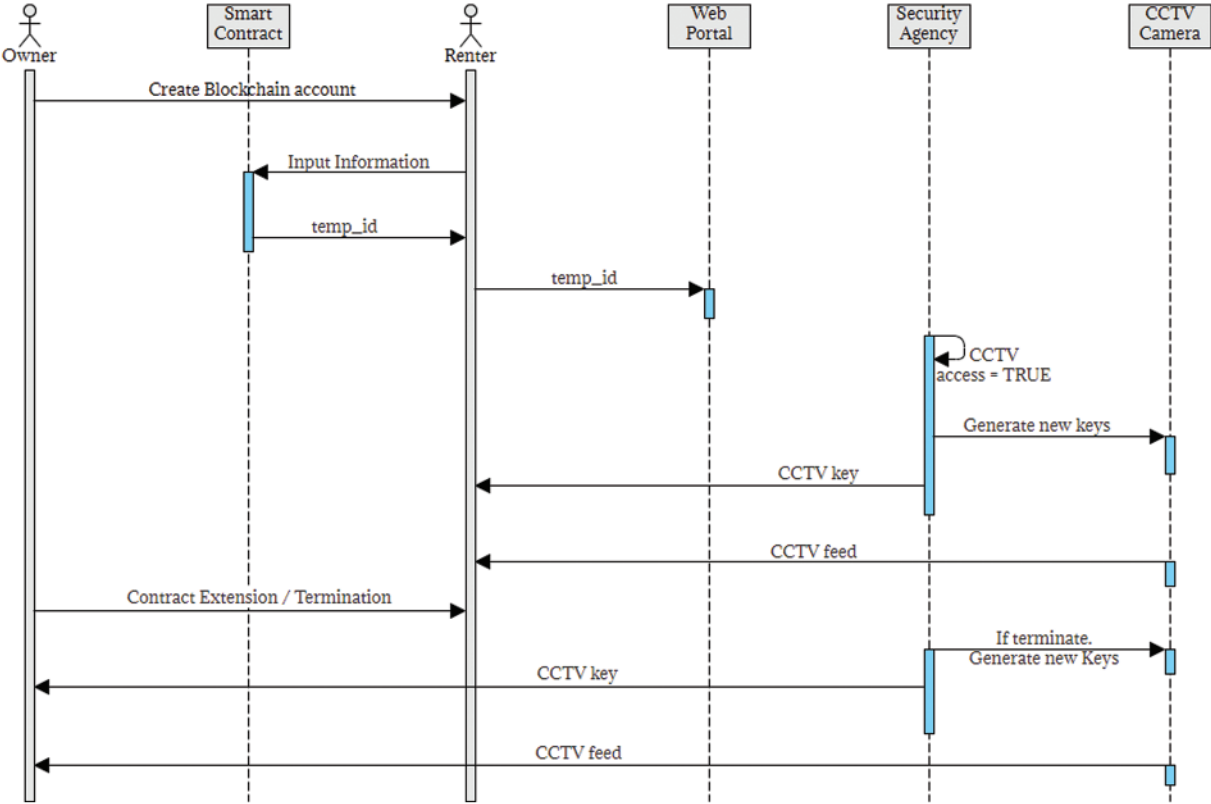 Smart
Contract
Web
Portal
Security
Agency
CCTV
Camera
Owner
Renter
Create Blockchain account
Input Information
temp_id
temp_id
CCTV
access = TRUE
Generate new keys
CCTV key
CCTV feed
Contract Extension / Termination
If terminate.
Generate new Keys
CCTV key
CCTV feed